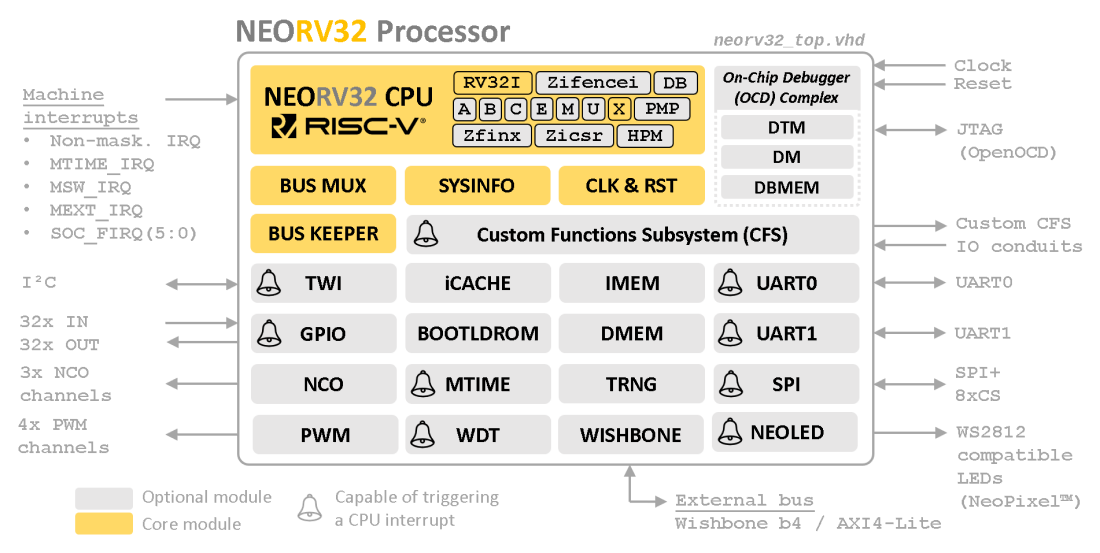 NEORV32 Processor
neorv32_top.vhd
NEORV32 CPU
RISC-V®
RV32I Zifencei DB
A B C E M U X PMP
Zfinx Zicsr HPM
On-Chip Debugger
(OCD) Complex
DTM
DM
DBMEM
BUS MUX SYSINFO CLK & RST
BUS KEEPER Custom Functions Subsystem (CFS)
TWI iCACHE IMEM UART0
GPIO BOOTLDROM DMEM UART1
NCO MTIME TRNG SPI
PWM WDT WISHBONE NEOLED
Machine
interrupts
• Non-mask. IRQ
• MTIME_IRQ
• MSW_IRQ
• MEXT_IRQ
• SOC_FIRQ(5:0)
I²C
32x IN
32x OUT
3x NCO
channels
4x PWM
channels
Clock
Reset
JTAG
(OpenOCD)
Custom CFS
IO conduits
UART0
UART1
SPI+
8xCS
WS2812
compatible
LEDs
(NeoPixel™)
External bus
Wishbone b4 / AXI4-Lite
Optional module
Core module
Capable of triggering
a CPU interrupt